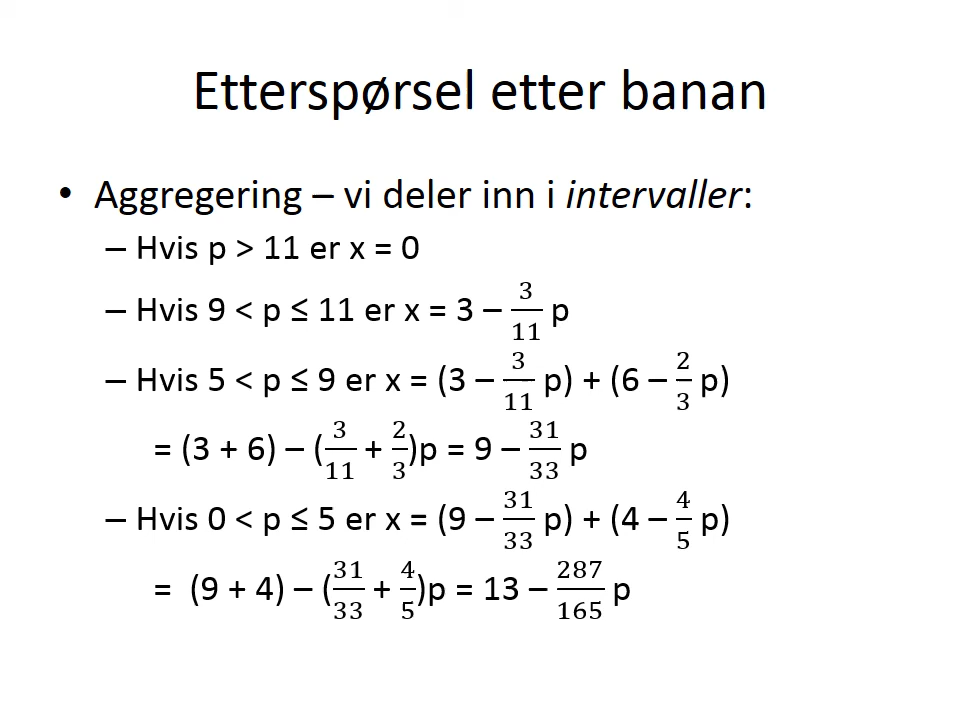 Etterspørsel etter banan
• Aggregering – vi deler inn i intervaller:
– Hvis p > 11 er x = 0
– Hvis 9 < p ≤ 11 er x = 3 – 3/11 p
– Hvis 5 < p ≤ 9 er x = (3 – 3/11 p) + (6 – 2/3 p)
= (3 + 6) – (3/11 + 2/3)p = 9 – 31/33 p
– Hvis 0 < p ≤ 5 er x = (9 – 31/33 p) + (4 – 4/5 p)
= (9 + 4) – (31/33 + 4/5)p = 13 – 287/165 p